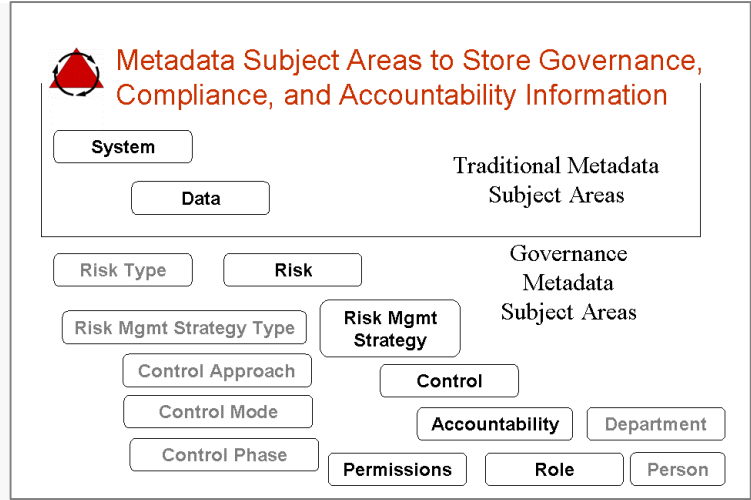 Metadata Subject Areas to Store Governance,
Compliance, and Accountability Information
System
Traditional Metadata
Subject Areas
Data
Governance
Metadata
Subject Areas
Risk Type
Risk
Risk Mgmt Strategy Type
Risk Mgmt
Strategy
Control Approach
Control
Control Mode
Accountability
Department
Control Phase
Permissions
Role
Person